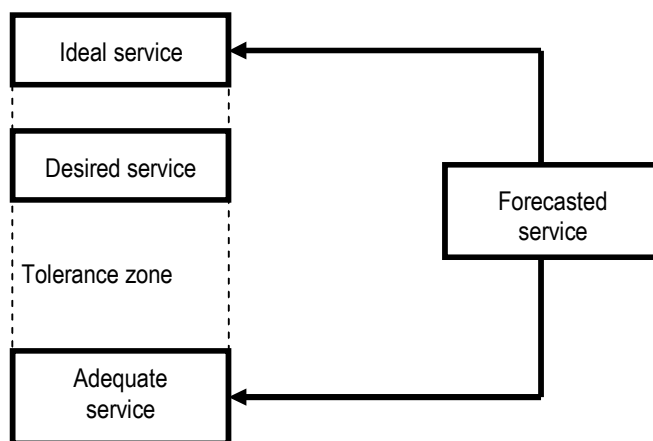 Ideal service
Desired service
Forecasted
service
Tolerance zone
Adequate
service